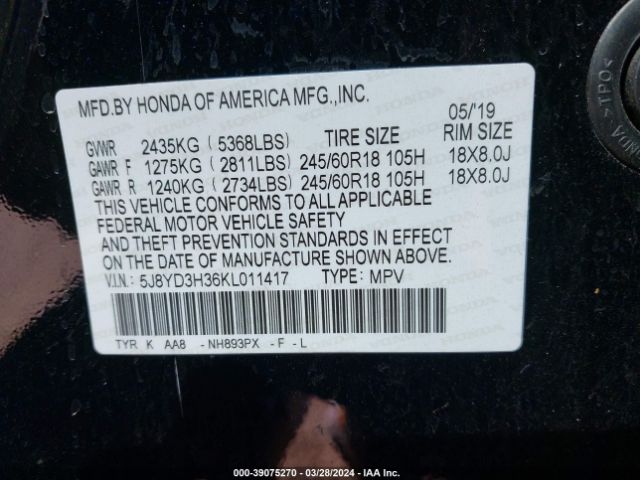 MFD.BY HONDA OF AMERICA MFG.,INC.
05/'19
GVWR 2435KG ( 5368LBS) TIRE SIZE RIM SIZE
GAWR F 1275KG ( 2811LBS) 245/60R18 105H 18X8.0J
GAWR R 1240KG ( 2734LBS) 245/60R18 105H 18X8.0J
THIS VEHICLE CONFORMS TO ALL APPLICABLE
FEDERAL MOTOR VEHICLE SAFETY
AND THEFT PREVENTION STANDARDS IN EFFECT
ON THE DATE OF MANUFACTURE SHOWN ABOVE.
V.I.N.: 5J8YD3H36KL011417 TYPE: MPV
TYR K AA8 -NH893PX -F -L
>TPO<
000-39075270 - 03/28/2024 - IAA Inc.